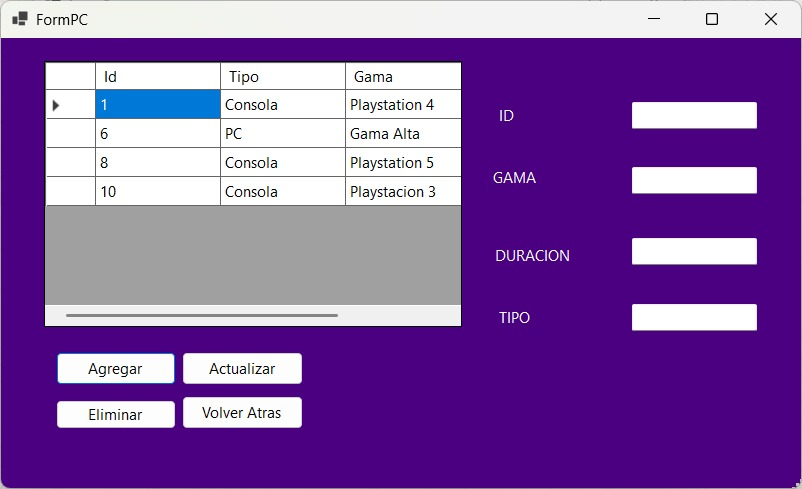 FormPC
Id Tipo Gama
1 Consola Playstation 4
6 PC Gama Alta
8 Consola Playstation 5
10 Consola Playstacion 3
ID
GAMA
DURACION
TIPO
Agregar Actualizar
Eliminar Volver Atras